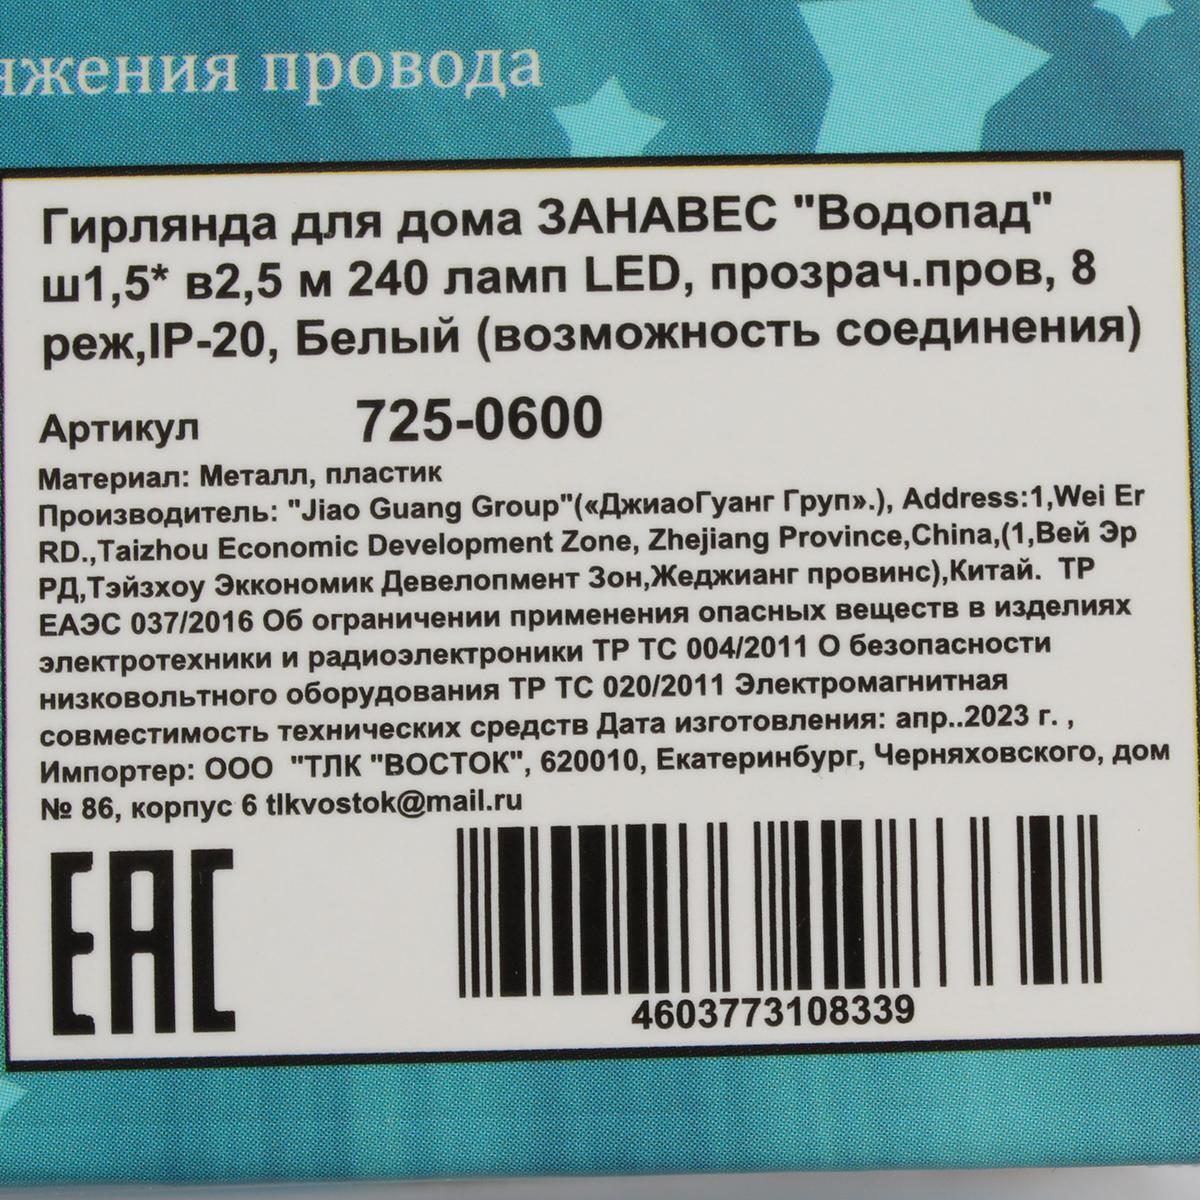 яжения провода
Гирлянда для дома ЗАНАВЕС "Водопад"
ш1,5* в2,5 м 240 ламп LED, прозрач.пров, 8
реж,IP-20, Белый (возможность соединения)
Артикул 725-0600
Материал: Металл, пластик
Производитель: "Jiao Guang Group"(«ДжиаоГуанг Груп».), Address:1,Wei Er
RD.,Taizhou Economic Development Zone, Zhejiang Province,China,(1,Вей Эр
РД,Тэйзхоу Эккономик Девелопмент Зон,Жеджианг провинс),Китай. ТР
ЕАЭС 037/2016 Об ограничении применения опасных веществ в изделиях
электротехники и радиоэлектроники ТР ТС 004/2011 О безопасности
низковольтного оборудования ТР ТС 020/2011 Электромагнитная
совместимость технических средств Дата изготовления: апр..2023 г. ,
Импортер: ООО "ТЛК "ВОСТОК", 620010, Екатеринбург, Черняховского, дом
№ 86, корпус 6 tlkvostok@mail.ru
EAC
4603773108339